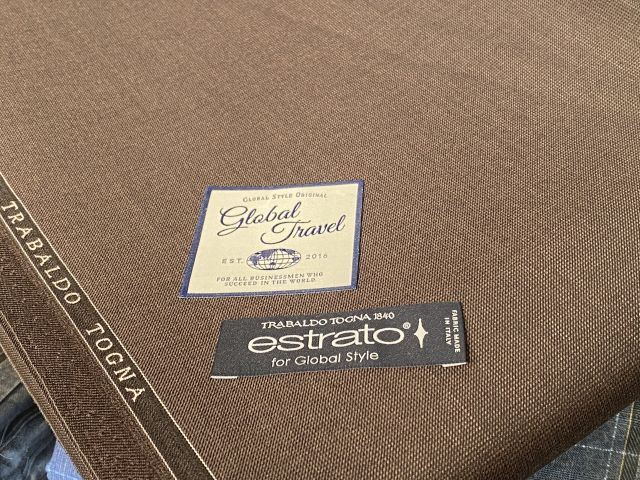 TRABALDO TOGNA
GLOBAL STYLE ORIGINAL
Global
Travel
EST. 2016
FOR ALL BUSINESSMEN WHO
SUCCEED IN THE WORLD.
TRABALDO TOGNA 1840
estrato®
for Global Style
FABRIC MADE
IN ITALY